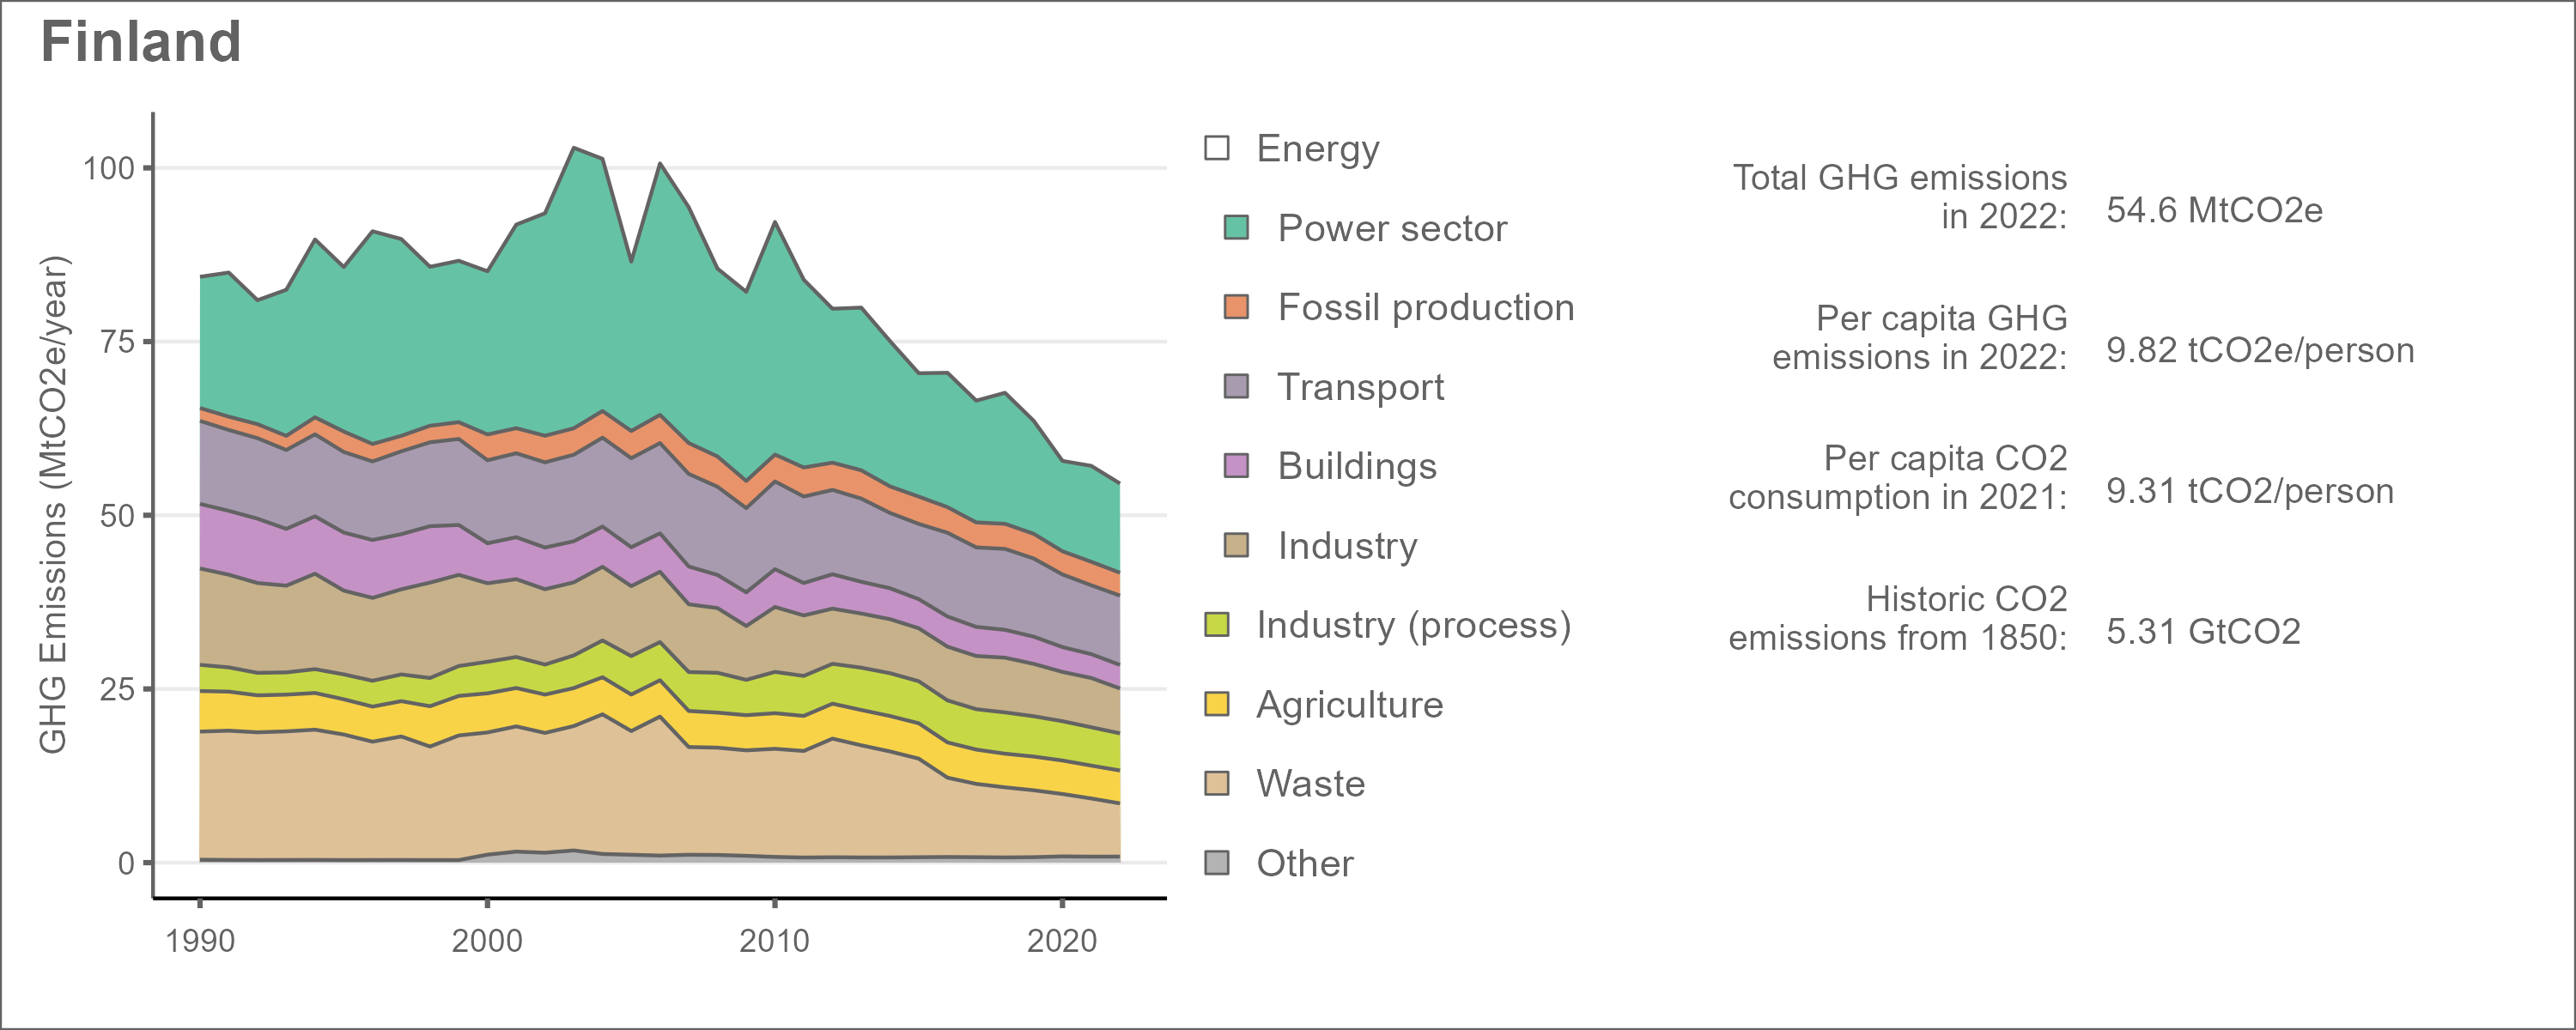 Finland
GHG Emissions (MtCO2e/year)
100
75
50
25
0
1990
2000
2010
2020
Energy
Power sector
Fossil production
Transport
Buildings
Industry
Industry (process)
Agriculture
Waste
Other
Total GHG emissions
in 2022:
54.6 MtCO2e
Per capita GHG
emissions in 2022:
9.82 tCO2e/person
Per capita CO2
consumption in 2021:
9.31 tCO2/person
Historic CO2
emissions from 1850:
5.31 GtCO2